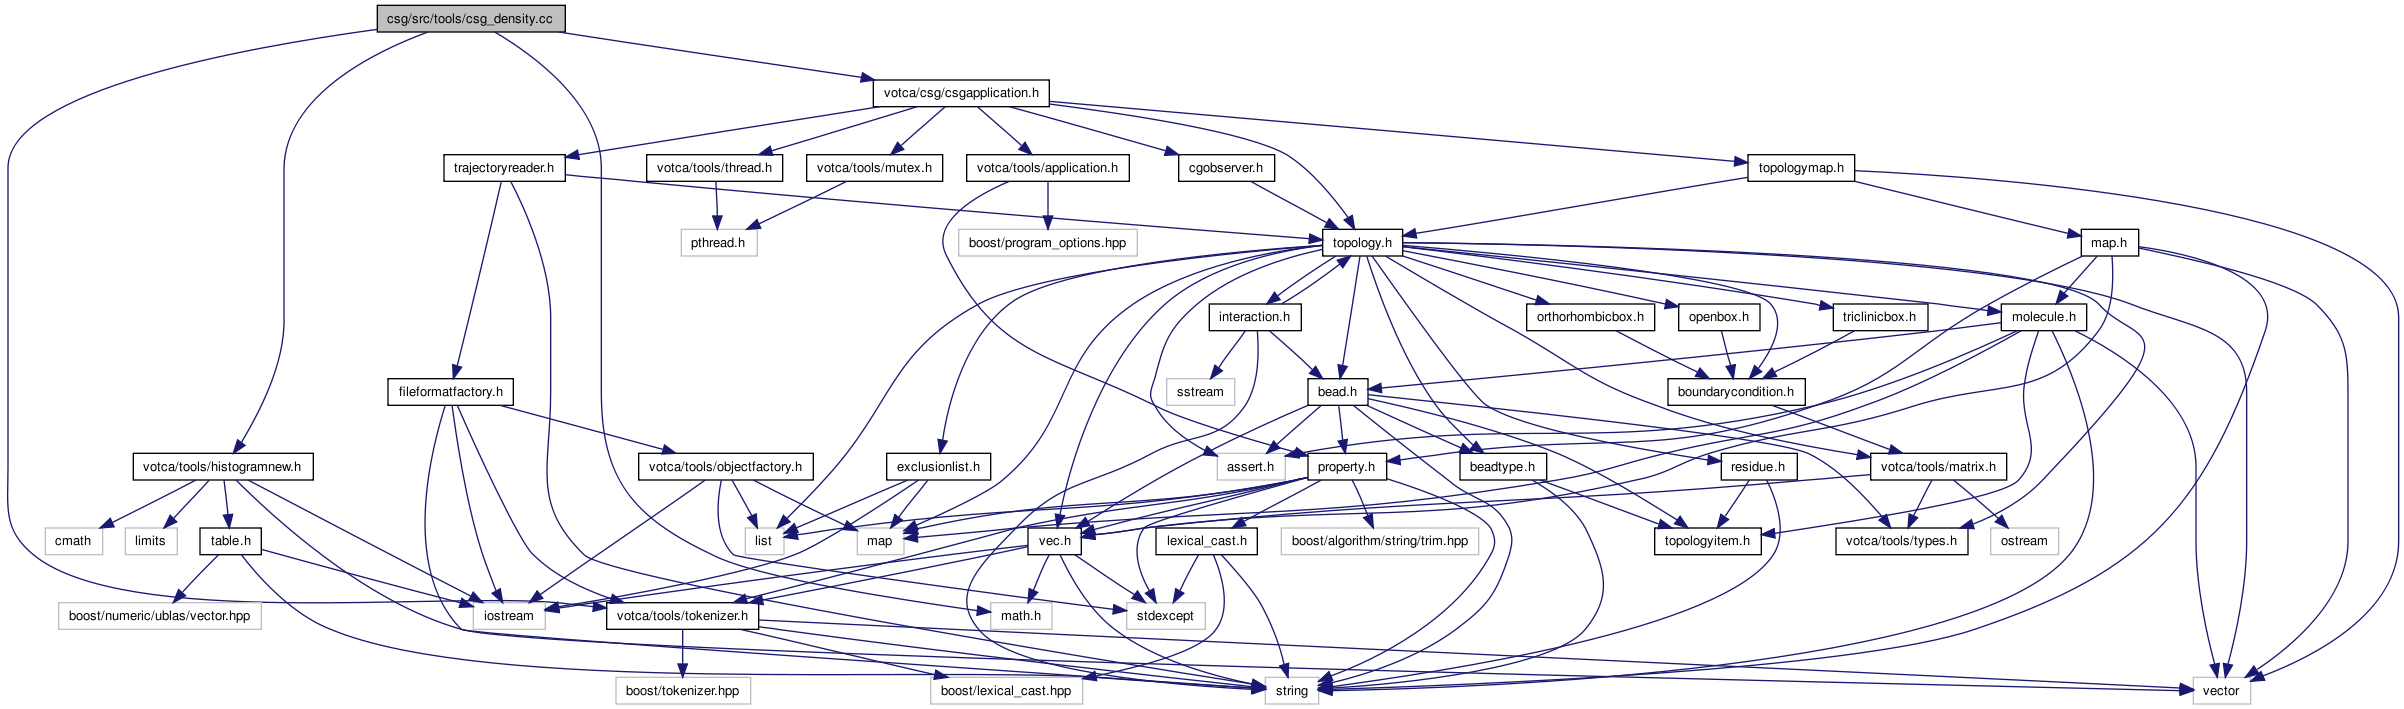 csg/src/tools/csg_density.cc
votca/csg/csgapplication.h
trajectoryreader.h
votca/tools/thread.h
votca/tools/mutex.h
votca/tools/application.h
cgobserver.h
topologymap.h
pthread.h
boost/program_options.hpp
topology.h
map.h
interaction.h
orthorhombicbox.h
openbox.h
triclinicbox.h
molecule.h
fileformatfactory.h
sstream
bead.h
boundarycondition.h
votca/tools/histogramnew.h
votca/tools/objectfactory.h
exclusionlist.h
assert.h
property.h
beadtype.h
residue.h
votca/tools/matrix.h
cmath
limits
table.h
list
map
vec.h
lexical_cast.h
boost/algorithm/string/trim.hpp
topologyitem.h
votca/tools/types.h
ostream
boost/numeric/ublas/vector.hpp
iostream
votca/tools/tokenizer.h
math.h
stdexcept
boost/tokenizer.hpp
boost/lexical_cast.hpp
string
vector